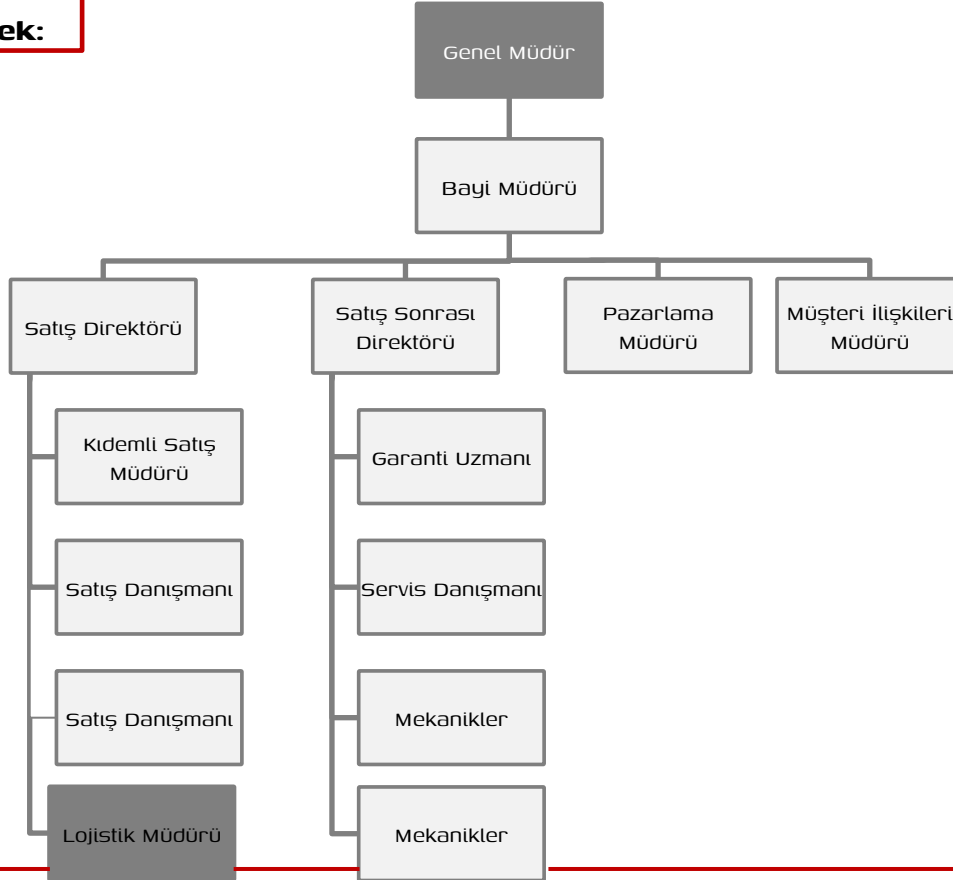 ek:
Genel Müdür
Bayi Müdürü
Satış Direktörü
Satış Sonrası
Direktörü
Pazarlama
Müdürü
Müşteri İlişkileri
Müdürü
Kıdemli Satış
Müdürü
Garanti Uzmanı
Satış Danışmanı
Servis Danışmanı
Satış Danışmanı
Mekanikler
Lojistik Müdürü
Mekanikler